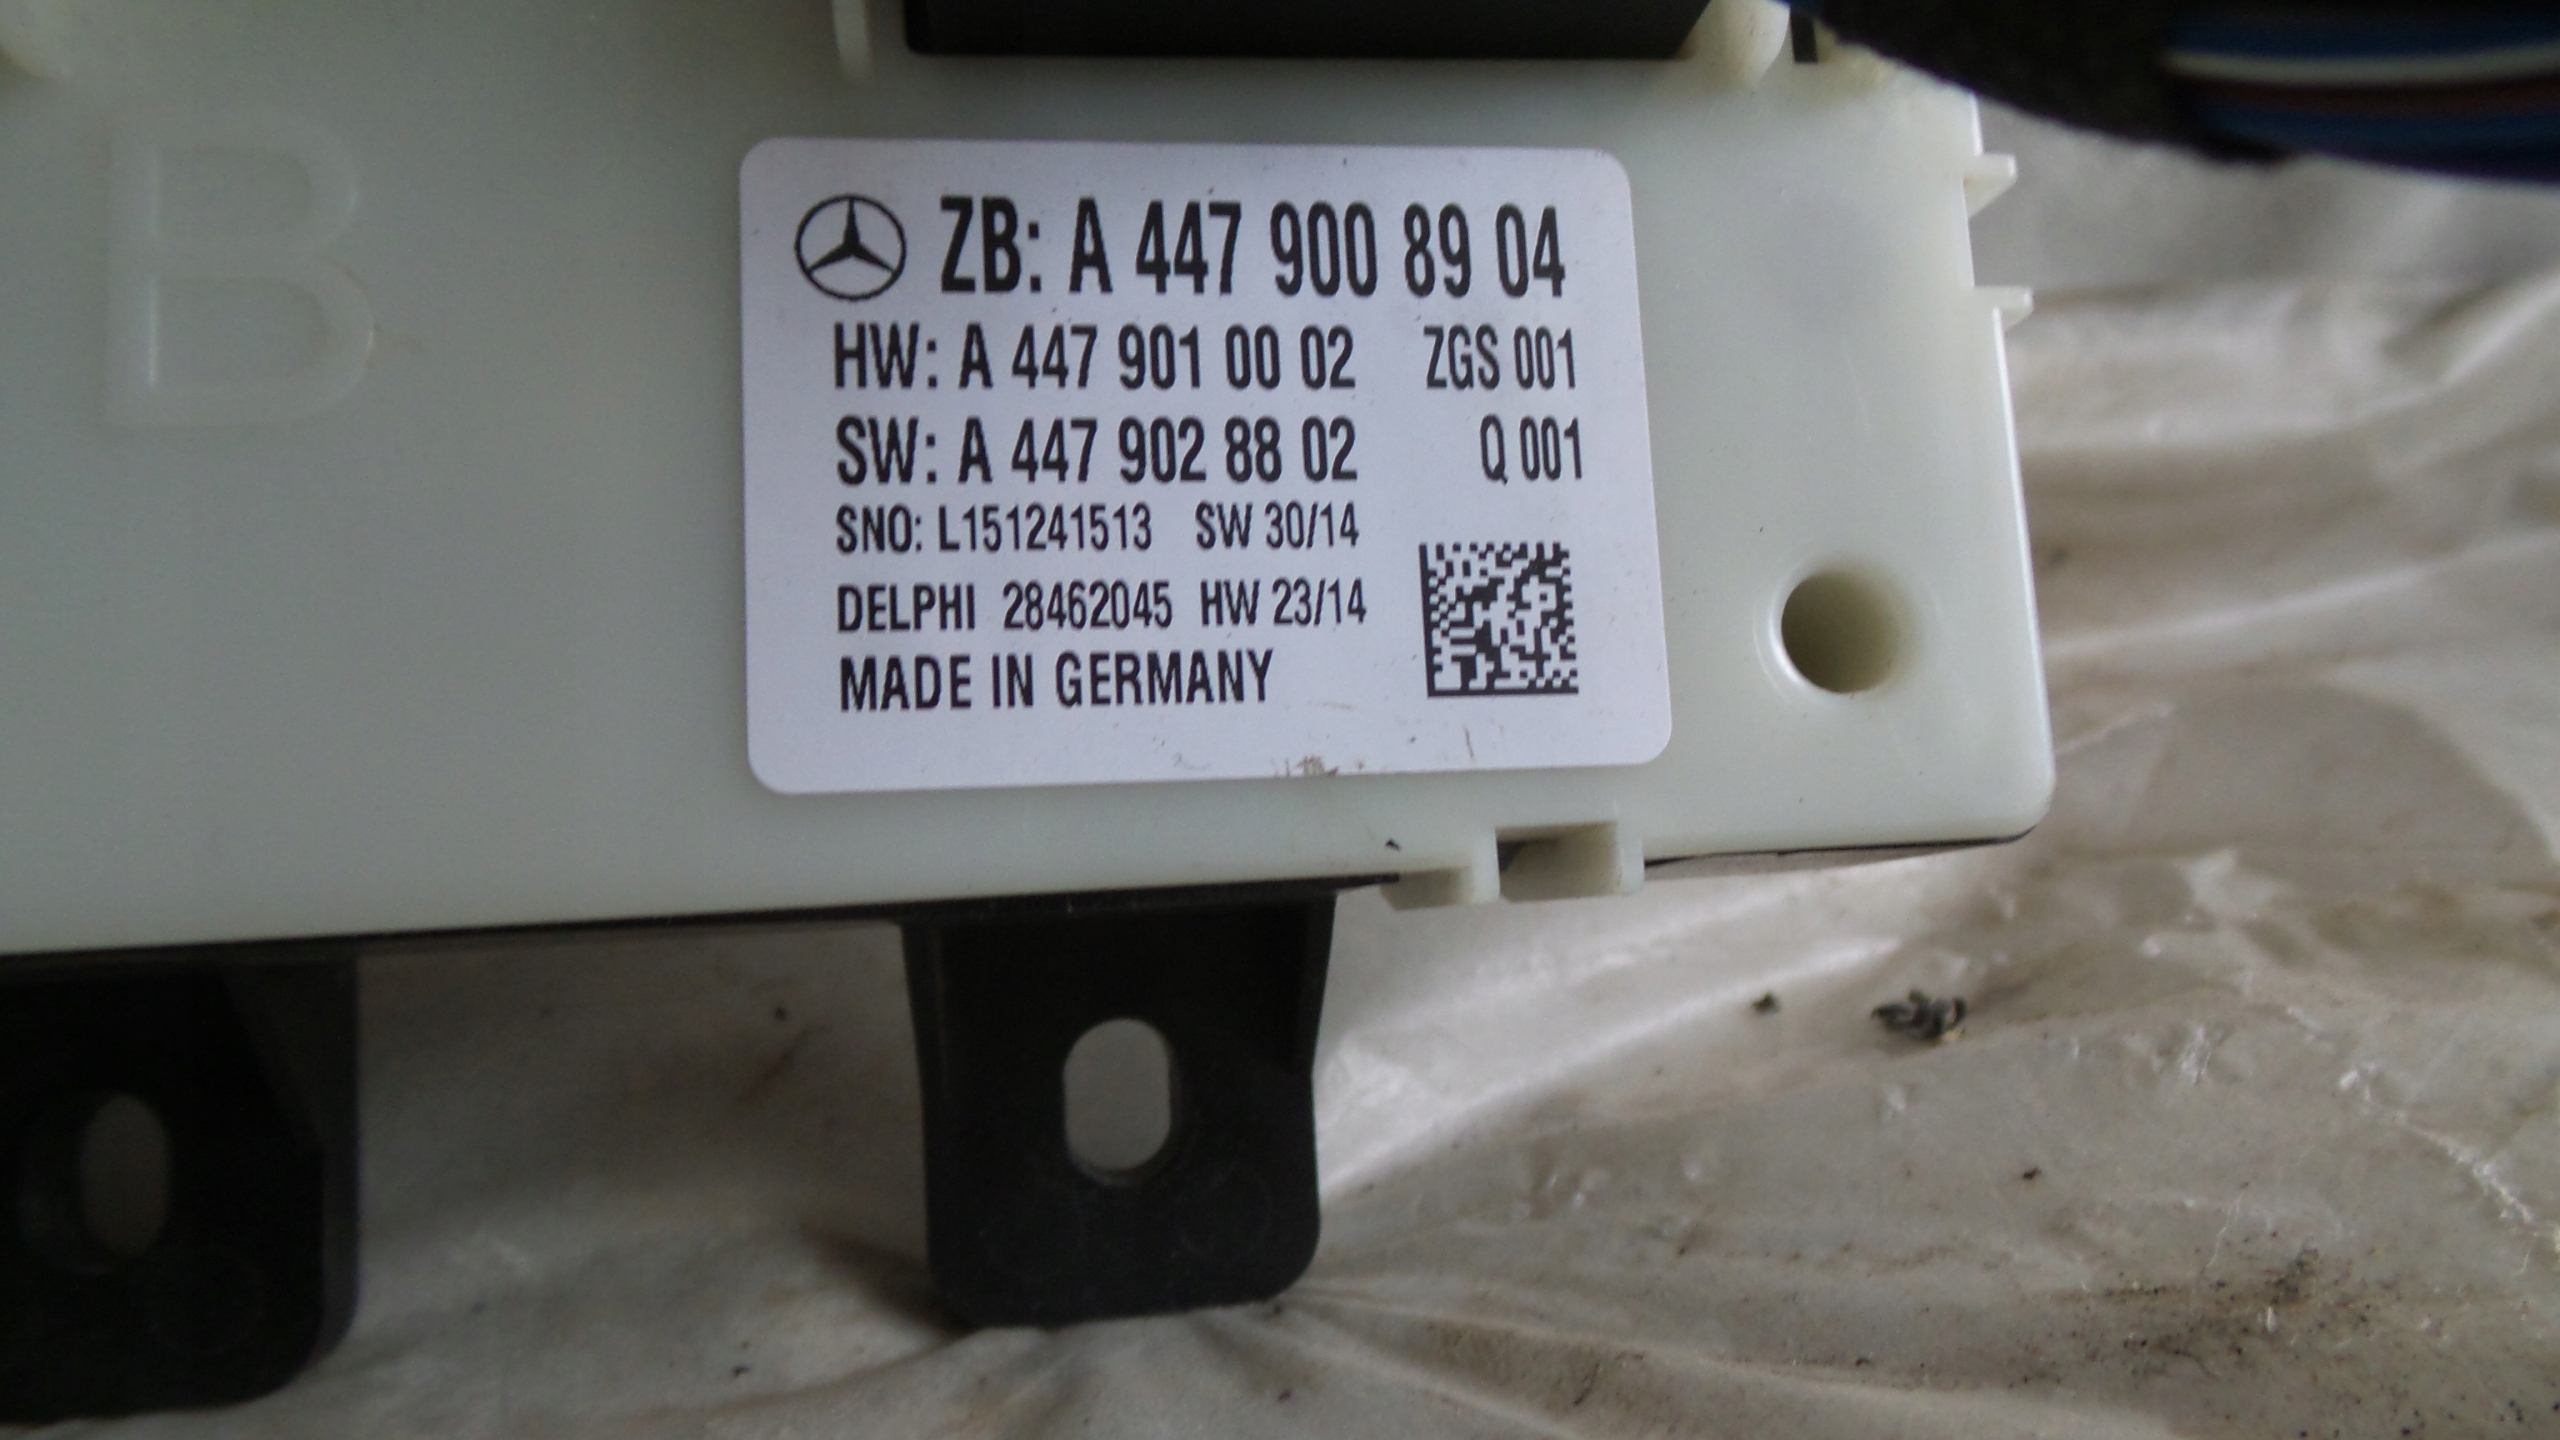 B
ZB: A 447 900 89 04
HW: A 447 901 00 02 ZGS 001
SW: A 447 902 88 02 Q 001
SNO: L151241513 SW 30/14
DELPHI 28462045 HW 23/14
MADE IN GERMANY